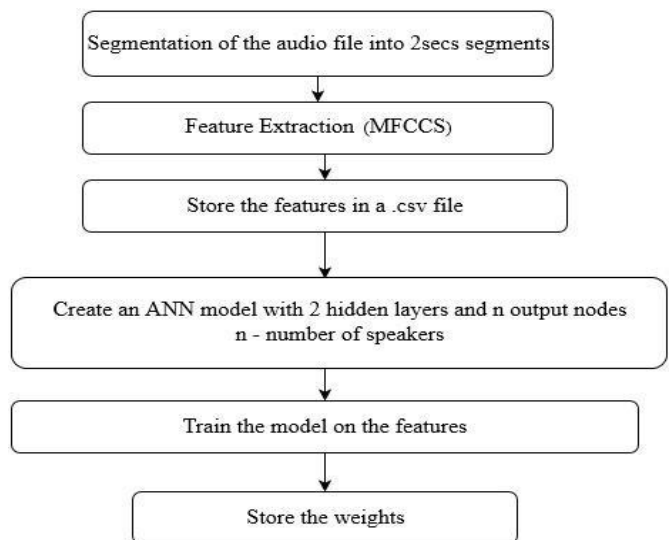 Segmentation of the audio file into 2secs segments
Feature Extraction (MFCCS)
Store the features in a .csv file
Create an ANN model with 2 hidden layers and n output nodes
n - number of speakers
Train the model on the features
Store the weights